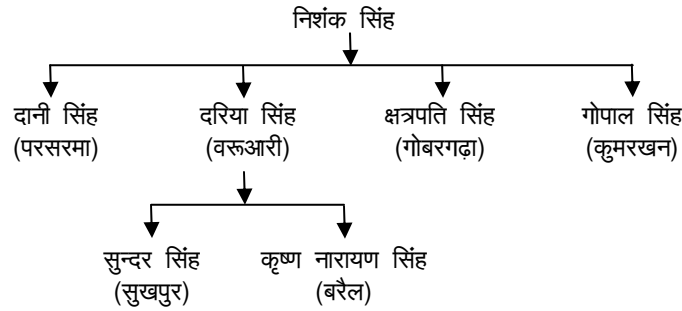 निशंक सिंह
दानी सिंह दरिया सिंह क्षत्रपति सिंह गोपाल सिंह
(परसरमा) (वरूआरी) (गोबरगढ़ा) (कुमरखन)
सुन्दर सिंह कृष्ण नारायण सिंह
(सुखपुर) (बरैल)